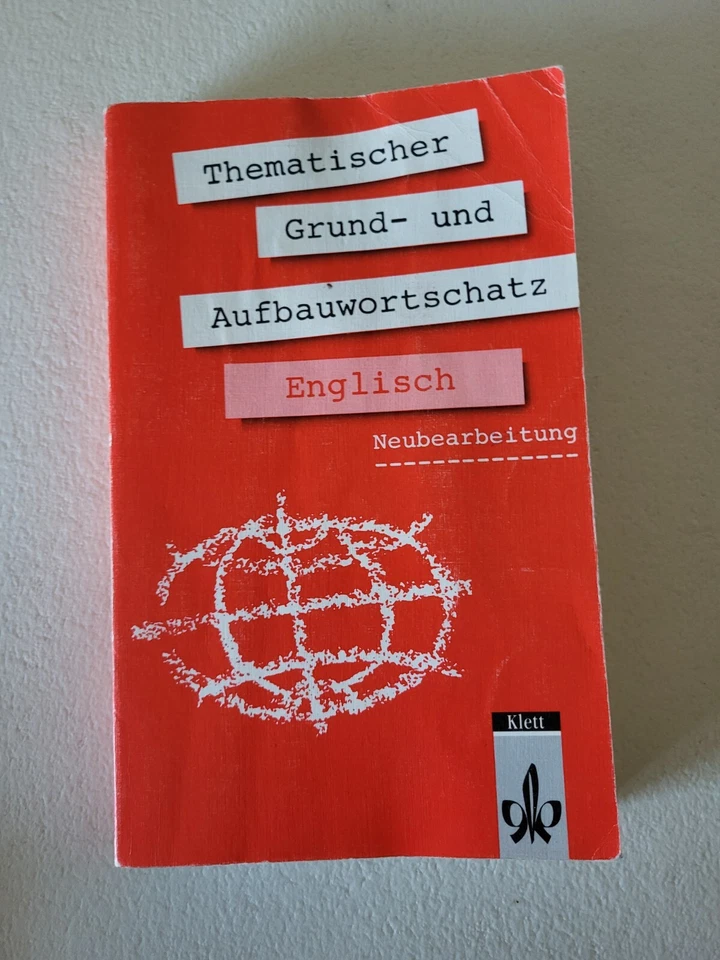 Thematischer
Grund- und
Aufbauwortschatz
Englisch
Neubearbeitung
Klett